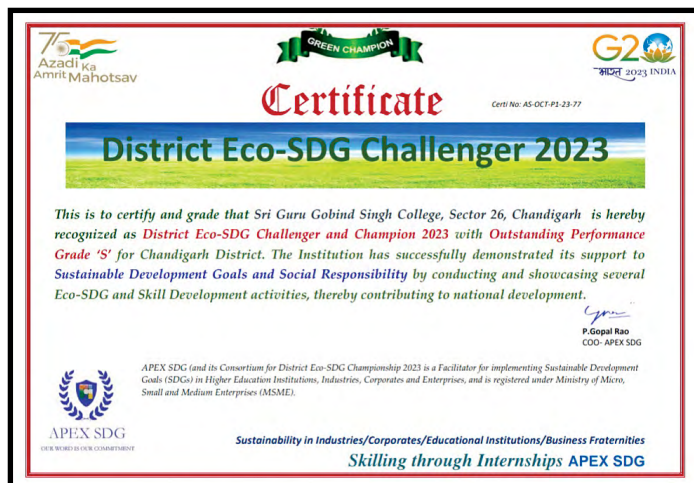 75
Azadi Ka
Amrit Mahotsav
GREEN CHAMPION
G20
भारत 2023 INDIA
Certificate
Certi No: AS-OCT-P1-23-77
District Eco-SDG Challenger 2023
This is to certify and grade that Sri Guru Gobind Singh College, Sector 26, Chandigarh is hereby
recognized as District Eco-SDG Challenger and Champion 2023 with Outstanding Performance
Grade ‘S’ for Chandigarh District. The Institution has successfully demonstrated its support to
Sustainable Development Goals and Social Responsibility by conducting and showcasing several
Eco-SDG and Skill Development activities, thereby contributing to national development.
P.Gopal Rao
COO- APEX SDG
APEX SDG (and its Consortium for District Eco-SDG Championship 2023 is a Facilitator for implementing Sustainable Development
Goals (SDGs) in Higher Education Institutions, Industries, Corporates and Enterprises, and is registered under Ministry of Micro,
Small and Medium Enterprises (MSME).
APEX SDG
OUR WORD IS OUR COMMITMENT
Sustainability in Industries/Corporates/Educational Institutions/Business Fraternities
Skilling through Internships APEX SDG